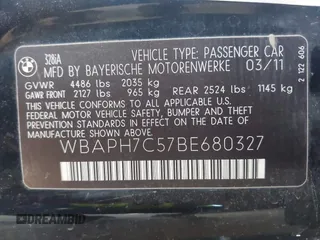 BMW
328iA
VEHICLE TYPE: PASSENGER CAR
MFD BY BAYERISCHE MOTORENWERKE 03/11
GVWR 4486 lbs 2035 kg
GAWR FRONT 2127 lbs 965 kg REAR 2524 lbs 1145 kg
THIS VEHICLE CONFORMS TO ALL APPLICABLE
FEDERAL MOTOR VEHICLE SAFETY, BUMPER, AND
THEFT PREVENTION STANDARDS IN EFFECT ON THE
DATE OF MANUFACTURE SHOWN ABOVE.
WBAPH7C57BE680327
2 122 606
DREAMBID